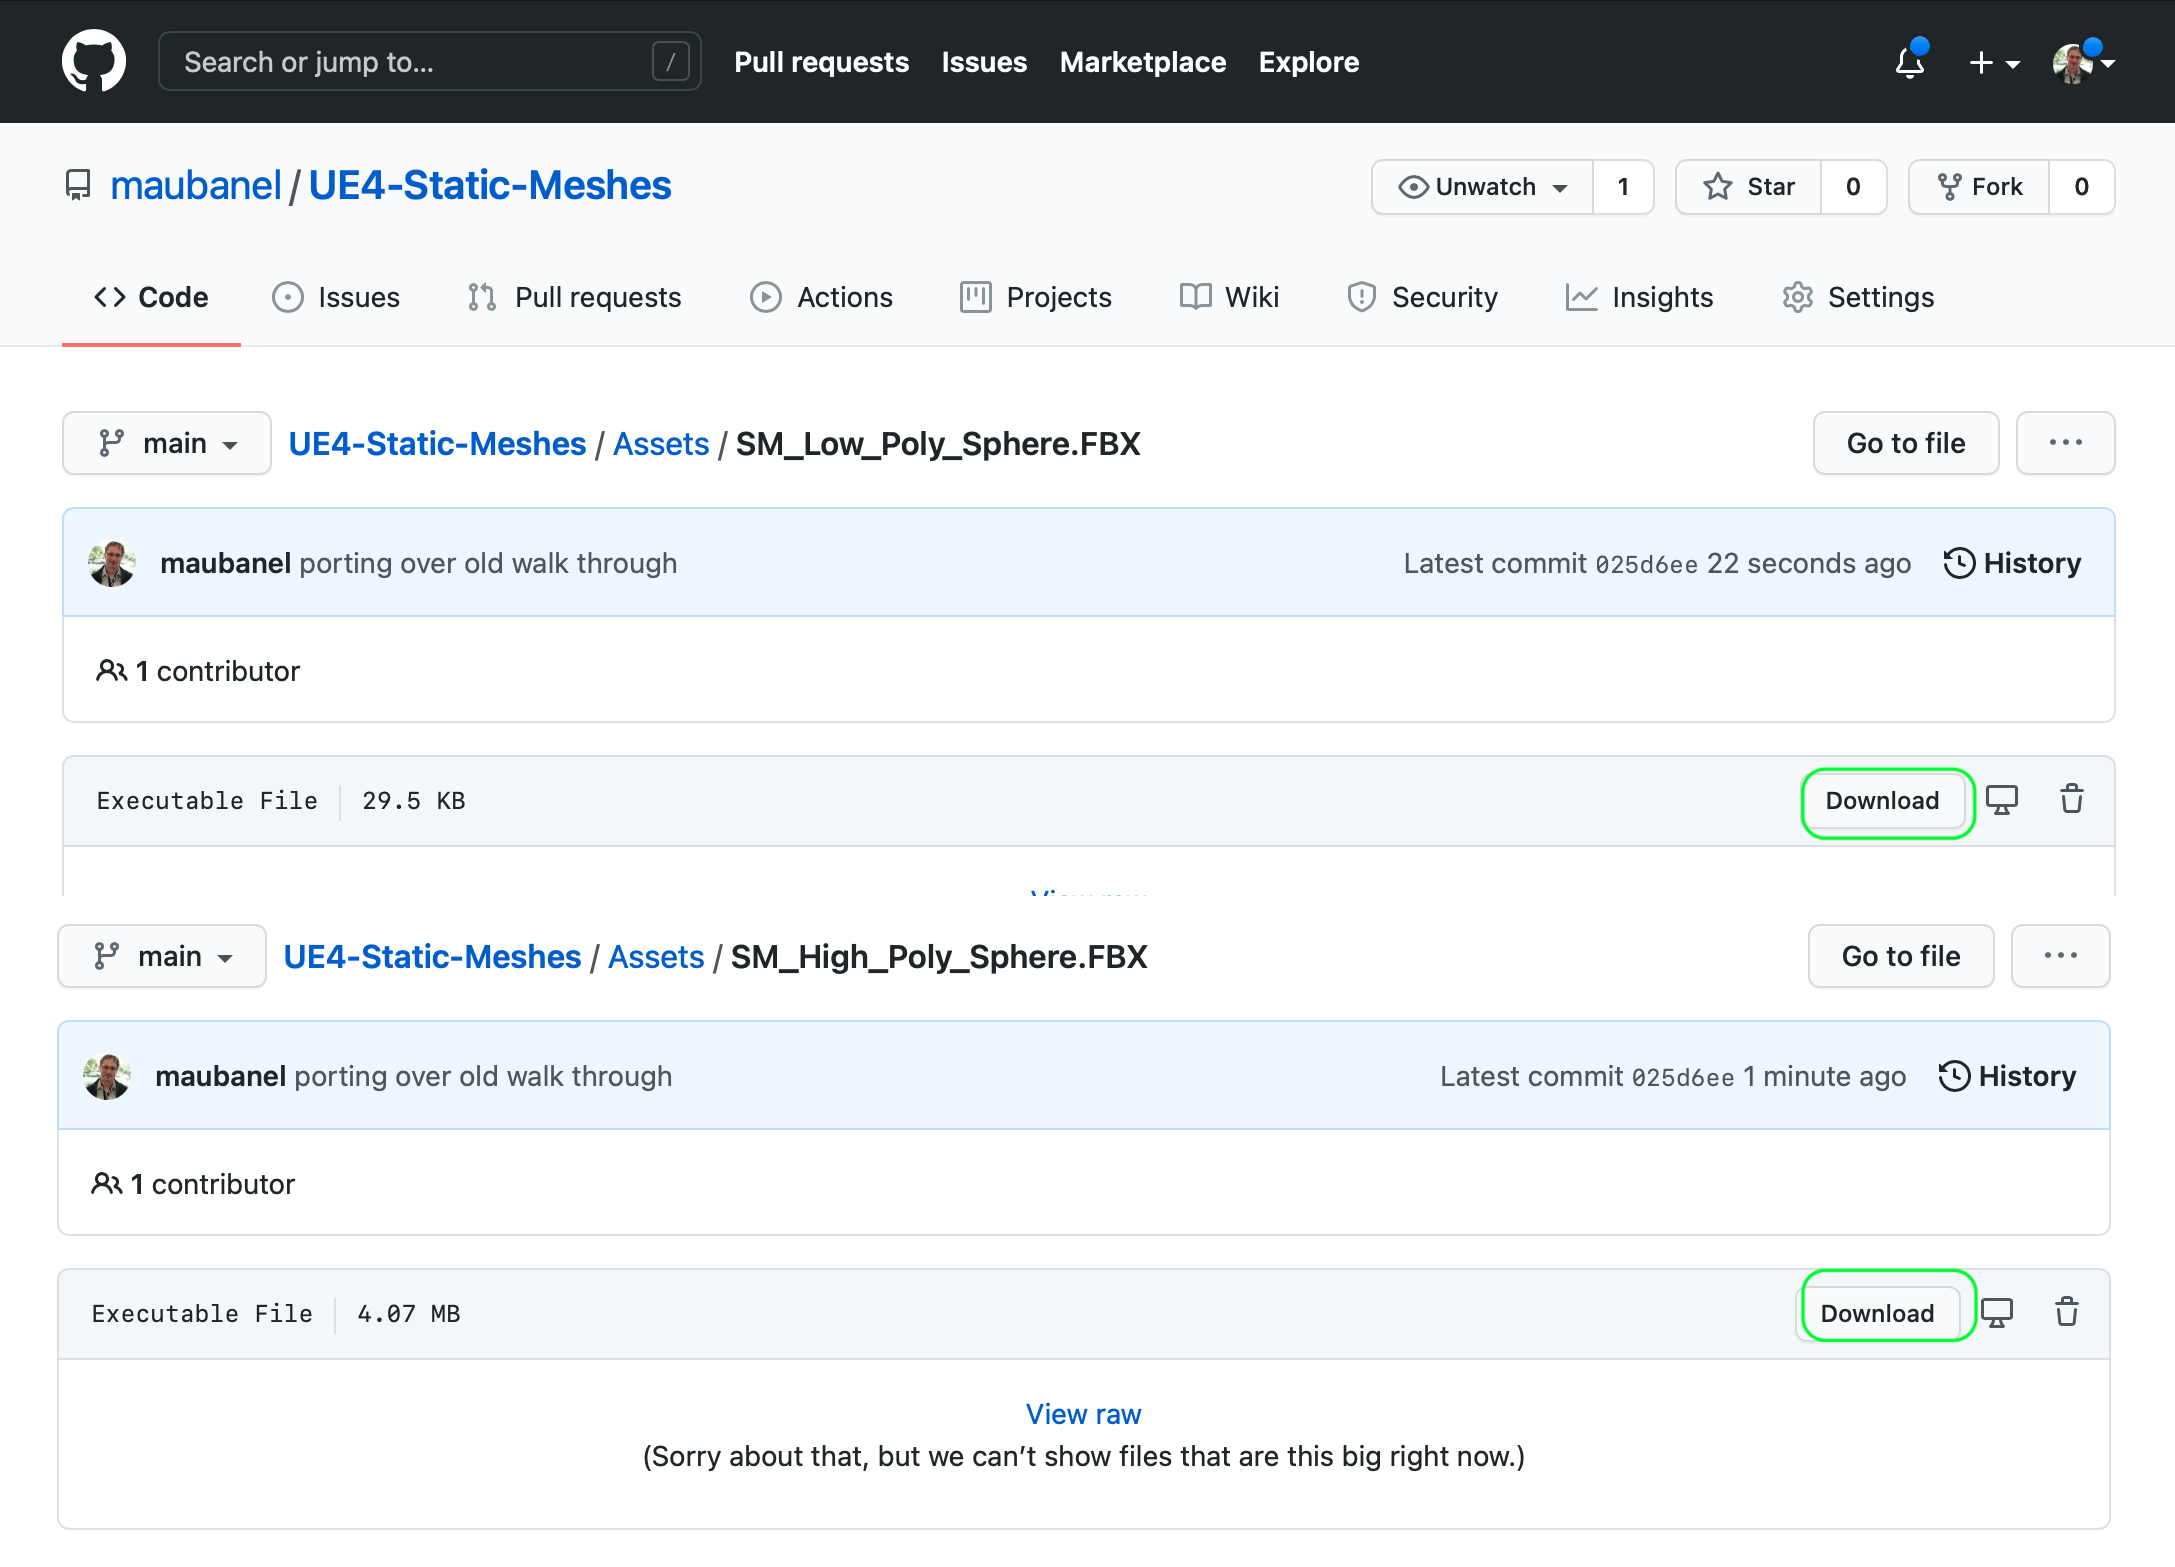 Search or jump to... /
Pull requests Issues Marketplace Explore
maubanel / UE4-Static-Meshes
Unwatch 1 Star 0 Fork 0
Code Issues Pull requests Actions Projects Wiki Security Insights Settings
main UE4-Static-Meshes / Assets / SM_Low_Poly_Sphere.FBX Go to file ...
maubanel porting over old walk through Latest commit 025d6ee 22 seconds ago History
1 contributor
Executable File 29.5 KB Download
main UE4-Static-Meshes / Assets / SM_High_Poly_Sphere.FBX Go to file ...
maubanel porting over old walk through Latest commit 025d6ee 1 minute ago History
1 contributor
Executable File 4.07 MB Download
View raw
(Sorry about that, but we can’t show files that are this big right now.)